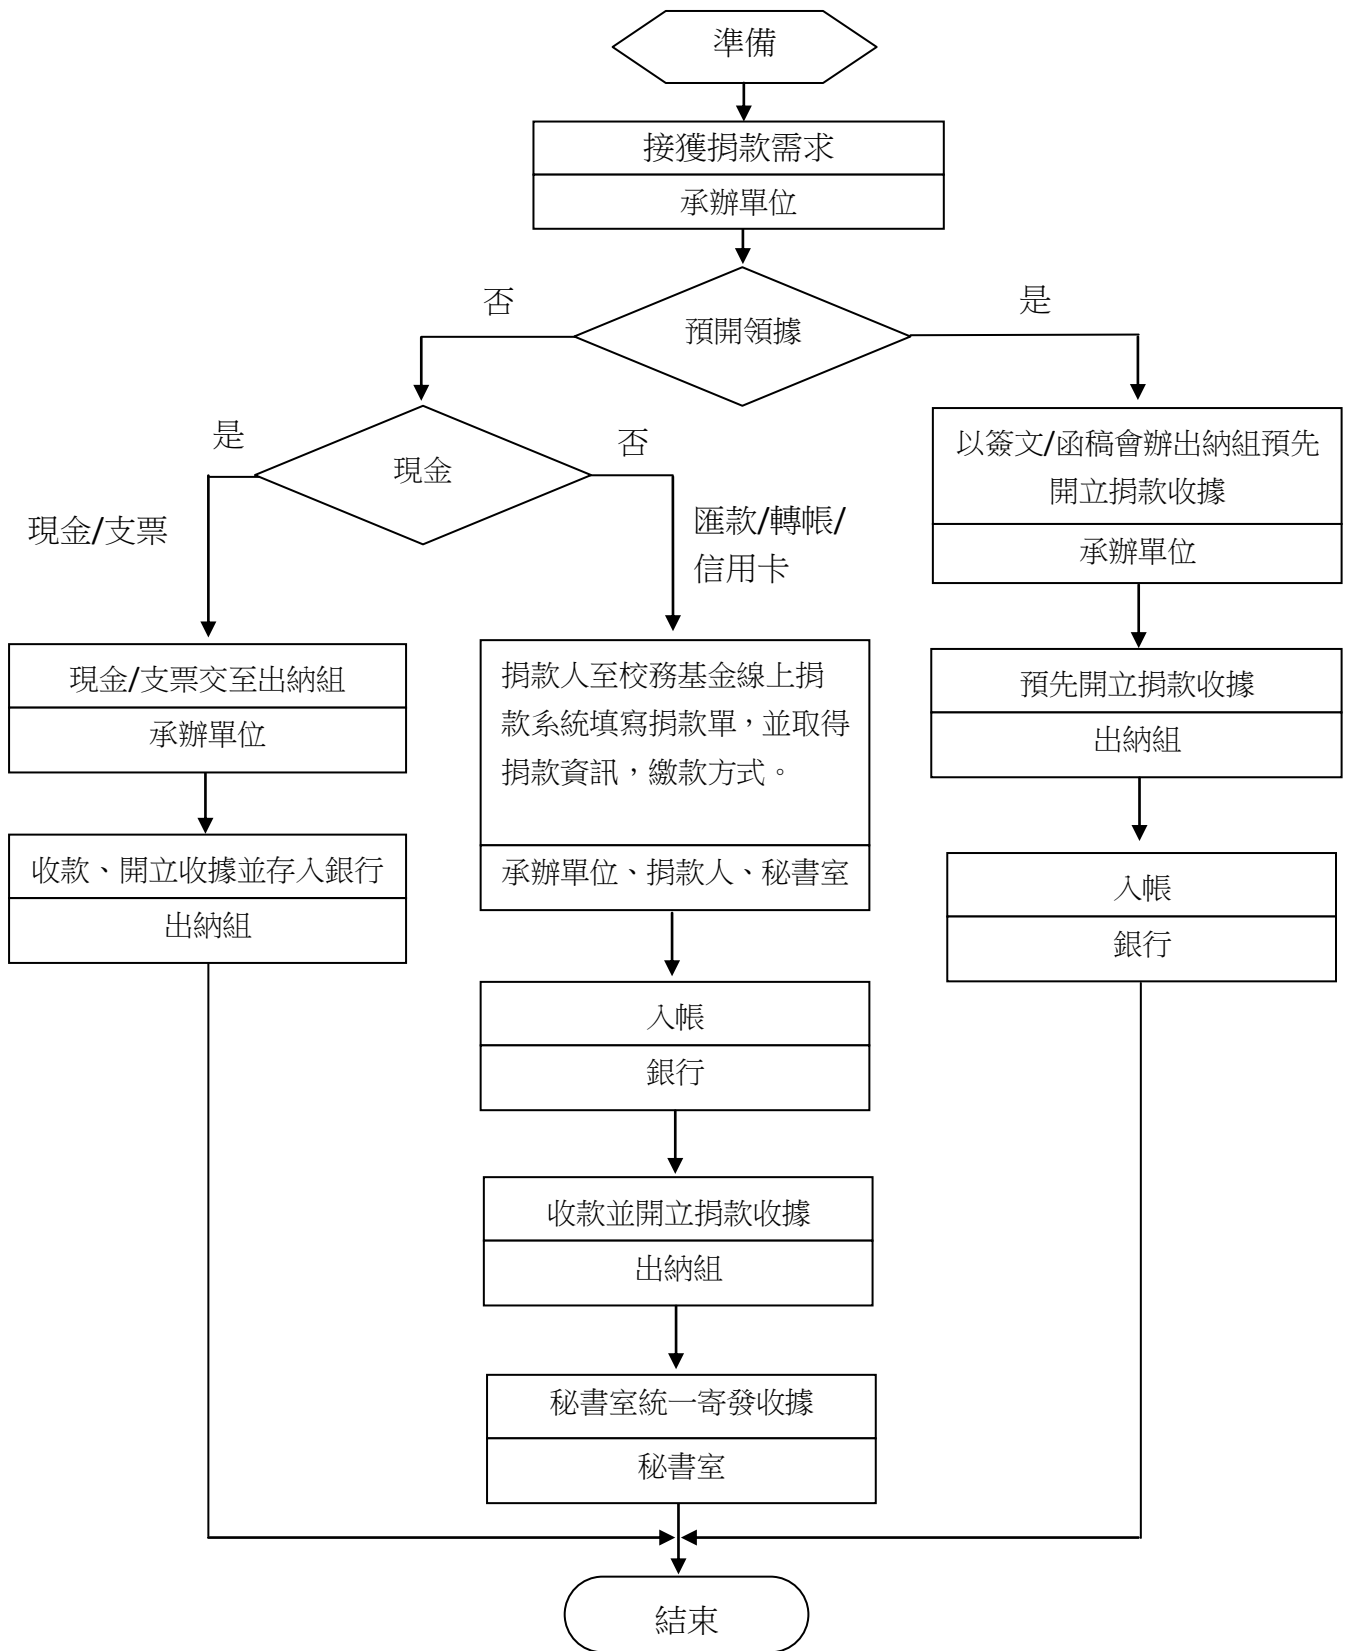 準備
接獲捐款需求
承辦單位
否
是
預開領據
是
否
現金
現金/支票
匯款/轉帳/
信用卡
以簽文/函稿會辦出納組預先
開立捐款收據
承辦單位
現金/支票交至出納組
承辦單位
捐款人至校務基金線上捐
款系統填寫捐款單，並取得
捐款資訊，繳款方式。
承辦單位、捐款人、秘書室
預先開立捐款收據
出納組
收款、開立收據並存入銀行
出納組
入帳
銀行
入帳
銀行
收款並開立捐款收據
出納組
秘書室統一寄發收據
秘書室
結束